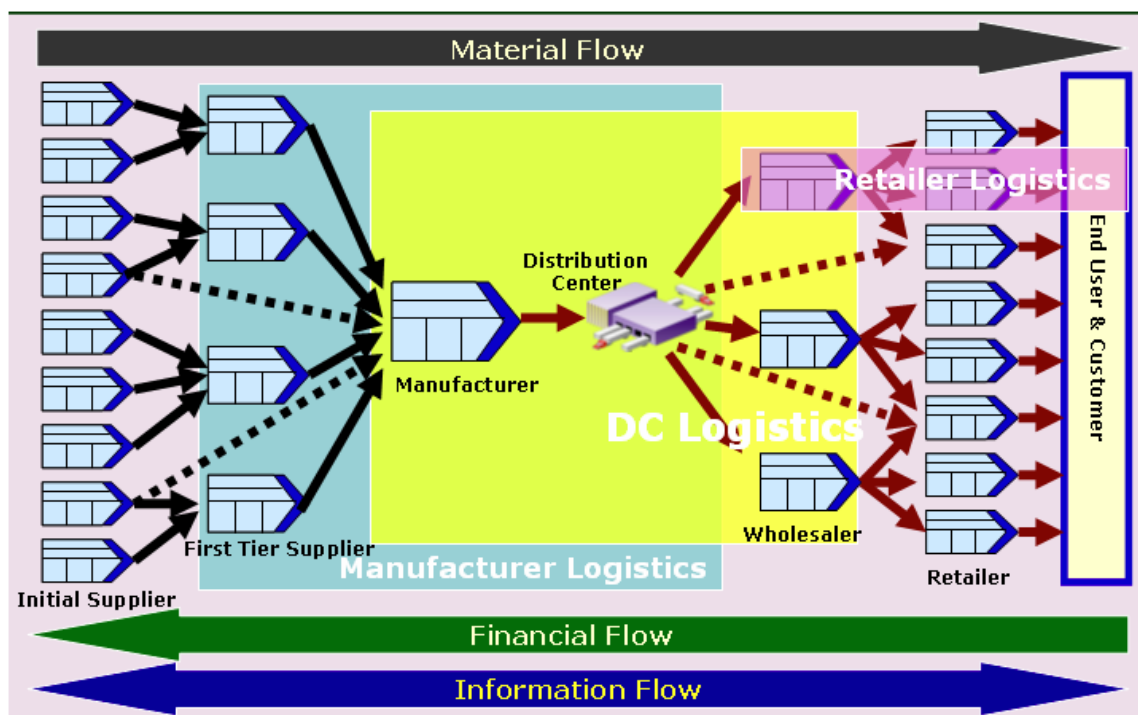 Material Flow
Retailer Logistics
Distribution
Center
Manufacturer
DC Logistics
Wholesaler
First Tier Supplier
Manufacturer Logistics
Retailer
Initial Supplier
End User & Customer
Financial Flow
Information Flow